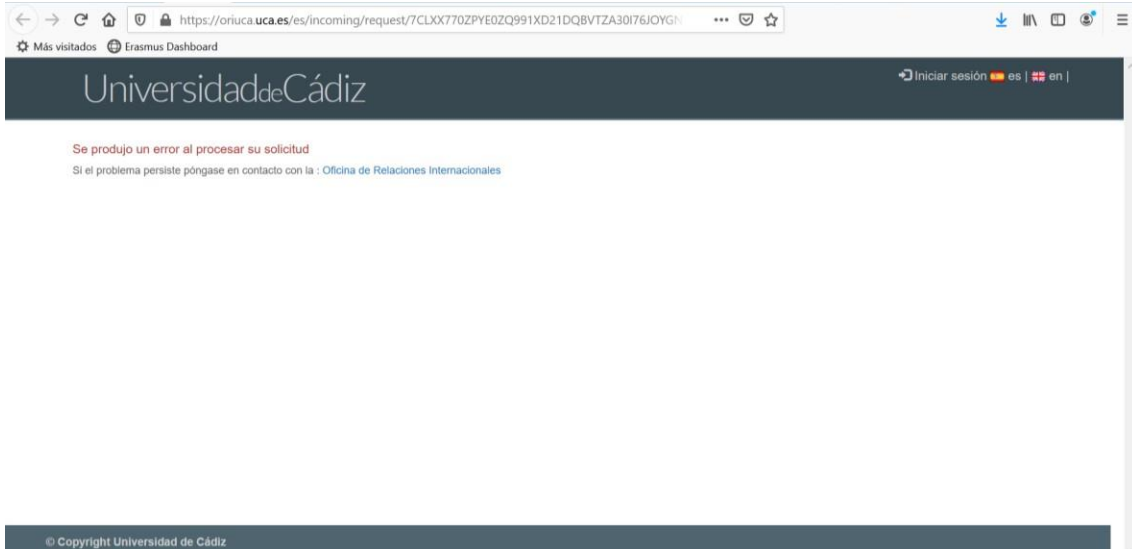 https://oriuca.uca.es/es/incoming/request/7CLXX770ZPYE0ZQ991XD21DQBVTZA30I76JOYGN
Más visitados Erasmus Dashboard
UniversidaddeCádiz
Iniciar sesión es | en |
Se produjo un error al procesar su solicitud
Si el problema persiste póngase en contacto con la : Oficina de Relaciones Internacionales
© Copyright Universidad de Cádiz